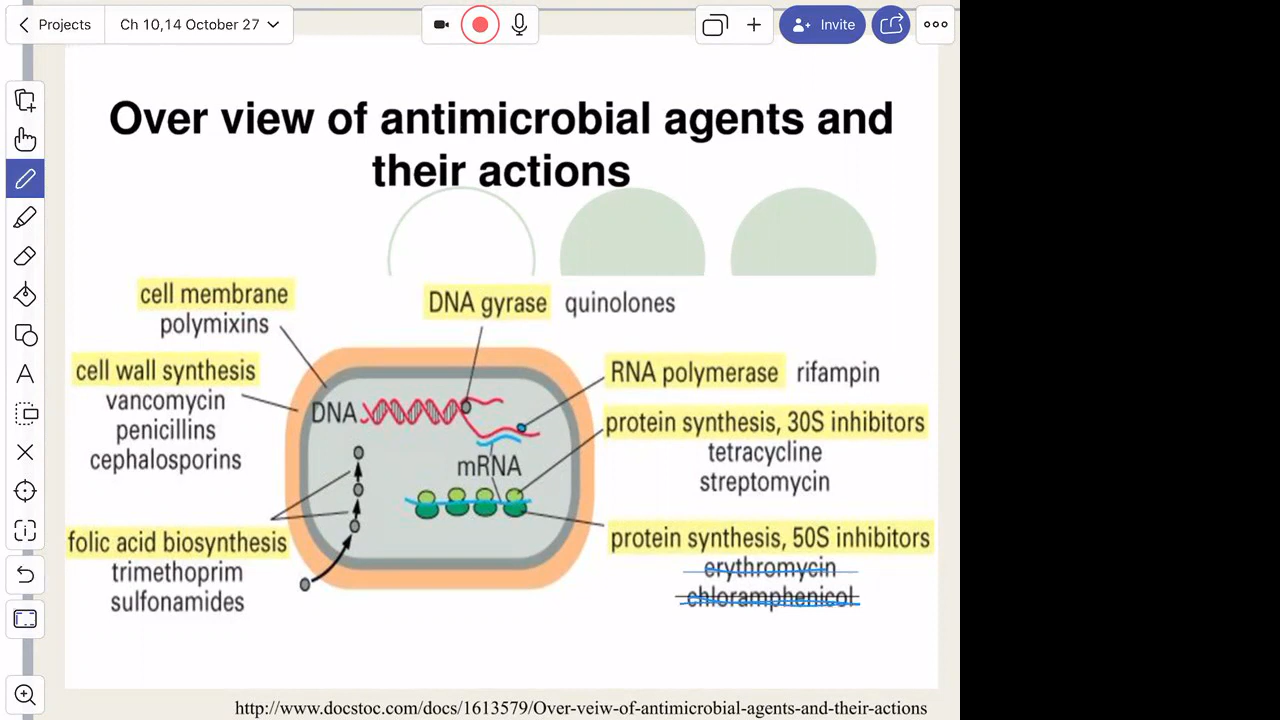 Projects
Ch 10,14 October 27
Invite
Over view of antimicrobial agents and
their actions
cell membrane
polymixins
DNA gyrase quinolones
cell wall synthesis
vancomycin
penicillins
cephalosporins
RNA polymerase rifampin
DNA
protein synthesis, 30S inhibitors
tetracycline
streptomycin
mRNA
folic acid biosynthesis
trimethoprim
sulfonamides
protein synthesis, 50S inhibitors
erythromycin
chloramphenicol
http://www.docstoc.com/docs/1613579/Over-veiw-of-antimicrobial-agents-and-their-actions